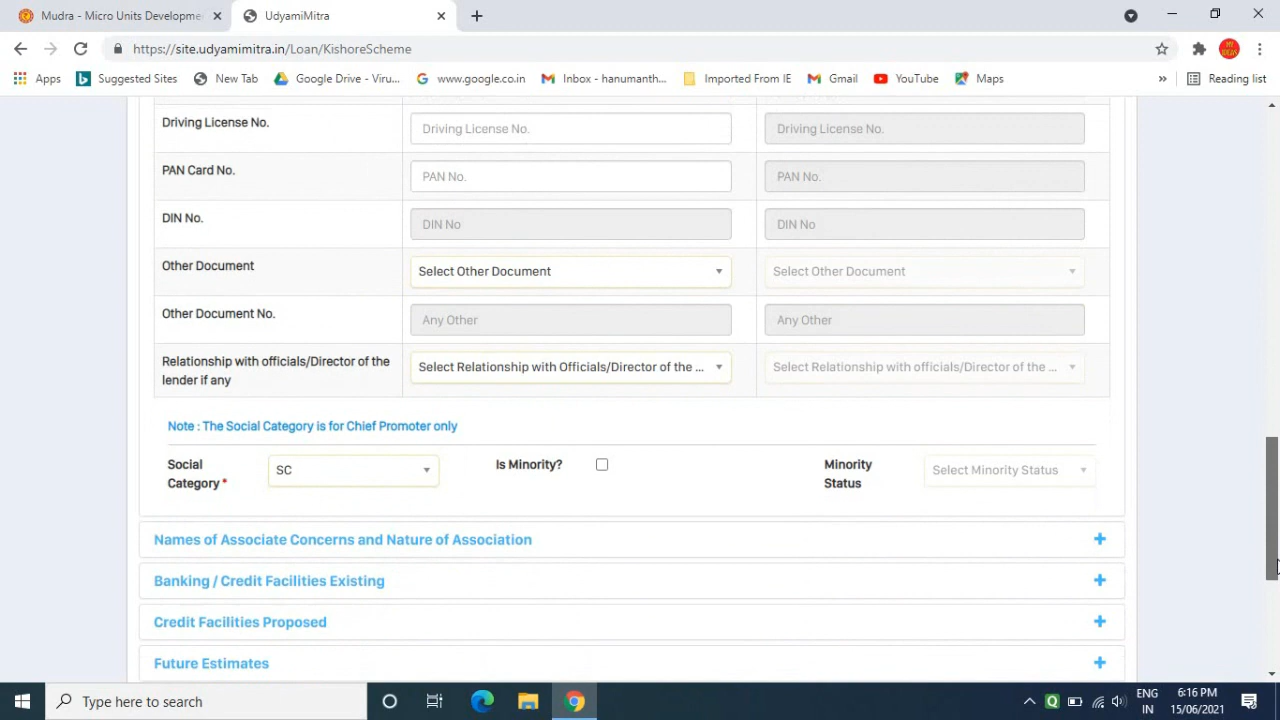 Mudra - Micro Units Developme
UdyamiMitra
https://site.udyamimitra.in/Loan/KishoreScheme
Apps
Suggested Sites
New Tab
Google Drive - Viru...
www.google.co.in
Inbox - hanumanth...
Imported From IE
Gmail
YouTube
Maps
»
Reading list
Driving License No.
Driving License No.
Driving License No.
PAN Card No.
PAN No.
PAN No.
DIN No.
DIN No
DIN No
Other Document
Select Other Document
Select Other Document
Other Document No.
Any Other
Any Other
Relationship with officials/Director of the
lender if any
Select Relationship with Officials/Director of the ...
Select Relationship with officials/Director of the ...
Note : The Social Category is for Chief Promoter only
Social
Category *
SC
Is Minority?
Minority
Status
Select Minority Status
Names of Associate Concerns and Nature of Association
Banking / Credit Facilities Existing
Credit Facilities Proposed
Future Estimates
Type here to search
ENG
IN
6:16 PM
15/06/2021